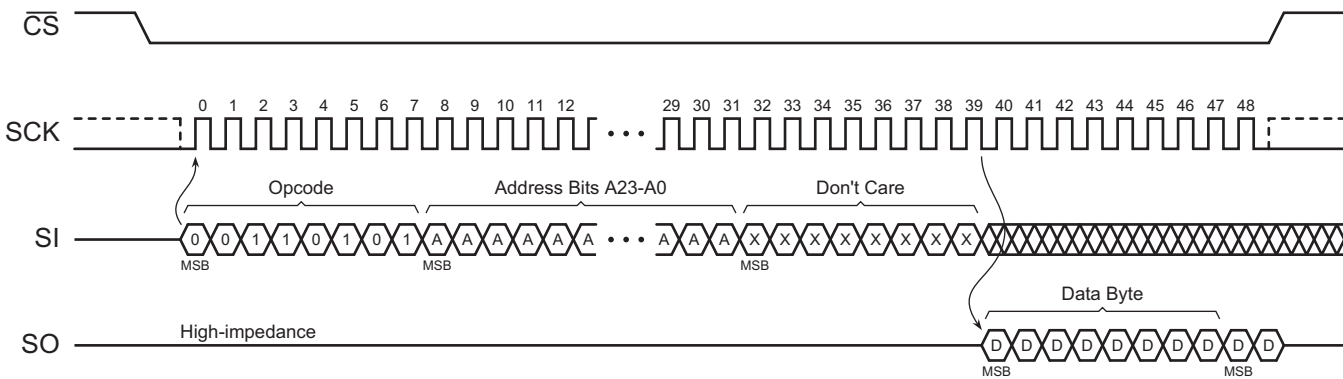 CS
0 1 2 3 4 5 6 7 8 9 10 11 12 29 30 31 32 33 34 35 36 37 38 39 40 41 42 43 44 45 46 47 48
SCK
Opcode Address Bits A23-A0 Don't Care
SI 0 0 1 1 0 1 0 1 A A A A A A • • • A A A X X X X X X X X
MSB MSB MSB
Data Byte
High-impedance
SO D D D D D D D D D D
MSB MSB